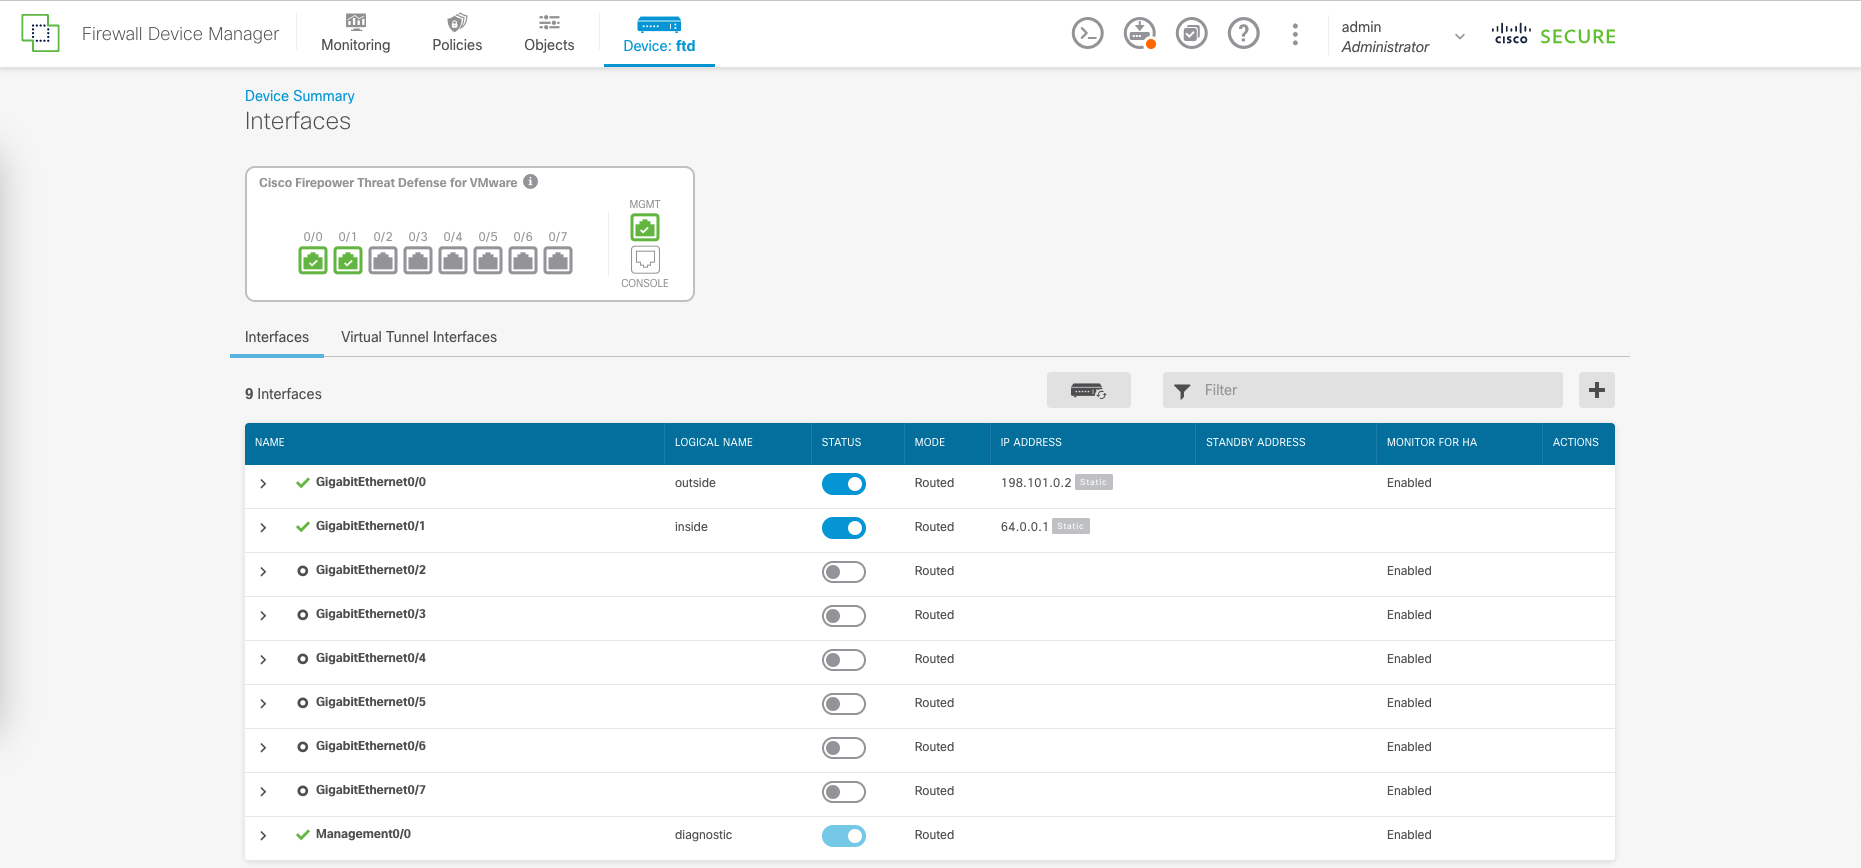 Firewall Device Manager
Monitoring
Policies
Objects
Device: ftd
admin
Administrator
cisco SECURE
Device Summary
Interfaces
Cisco Firepower Threat Defense for VMware
MGMT
0/0 0/1 0/2 0/3 0/4 0/5 0/6 0/7
CONSOLE
Interfaces
Virtual Tunnel Interfaces
9 Interfaces
Filter
NAME LOGICAL NAME STATUS MODE IP ADDRESS STANDBY ADDRESS MONITOR FOR HA ACTIONS
GigabitEthernet0/0 outside Routed 198.101.0.2 Static Enabled
GigabitEthernet0/1 inside Routed 64.0.0.1 Static
GigabitEthernet0/2 Routed Enabled
GigabitEthernet0/3 Routed Enabled
GigabitEthernet0/4 Routed Enabled
GigabitEthernet0/5 Routed Enabled
GigabitEthernet0/6 Routed Enabled
GigabitEthernet0/7 Routed Enabled
Management0/0 diagnostic Routed Enabled